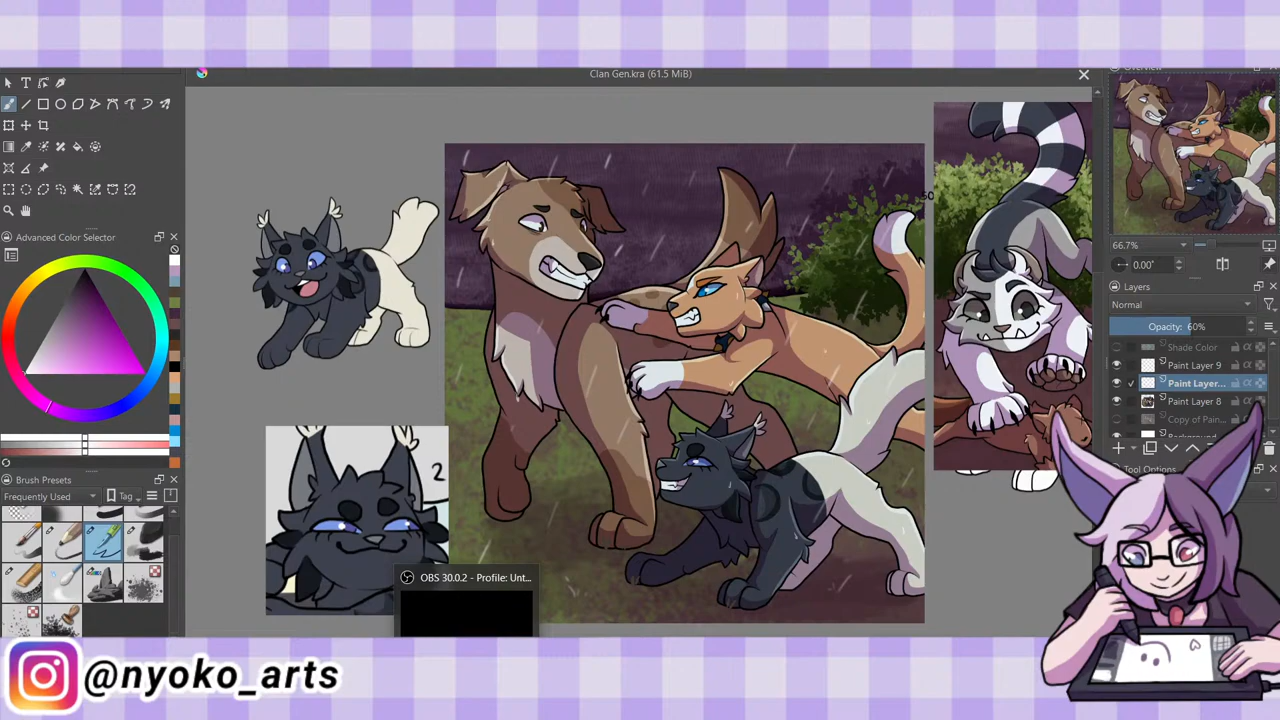 Clan Gen.kra (61.5 MiB)
Advanced Color Selector
Brush Presets
Frequently Used
Tag
2
50
OBS 30.0.2 - Profile: Unt...
66.7%
0.00°
Layers
Normal
Opacity: 60%
Shade Color
Paint Layer 9
Paint Layer...
Paint Layer 8
Copy of Pain...
Tool Options
@nyoko_arts